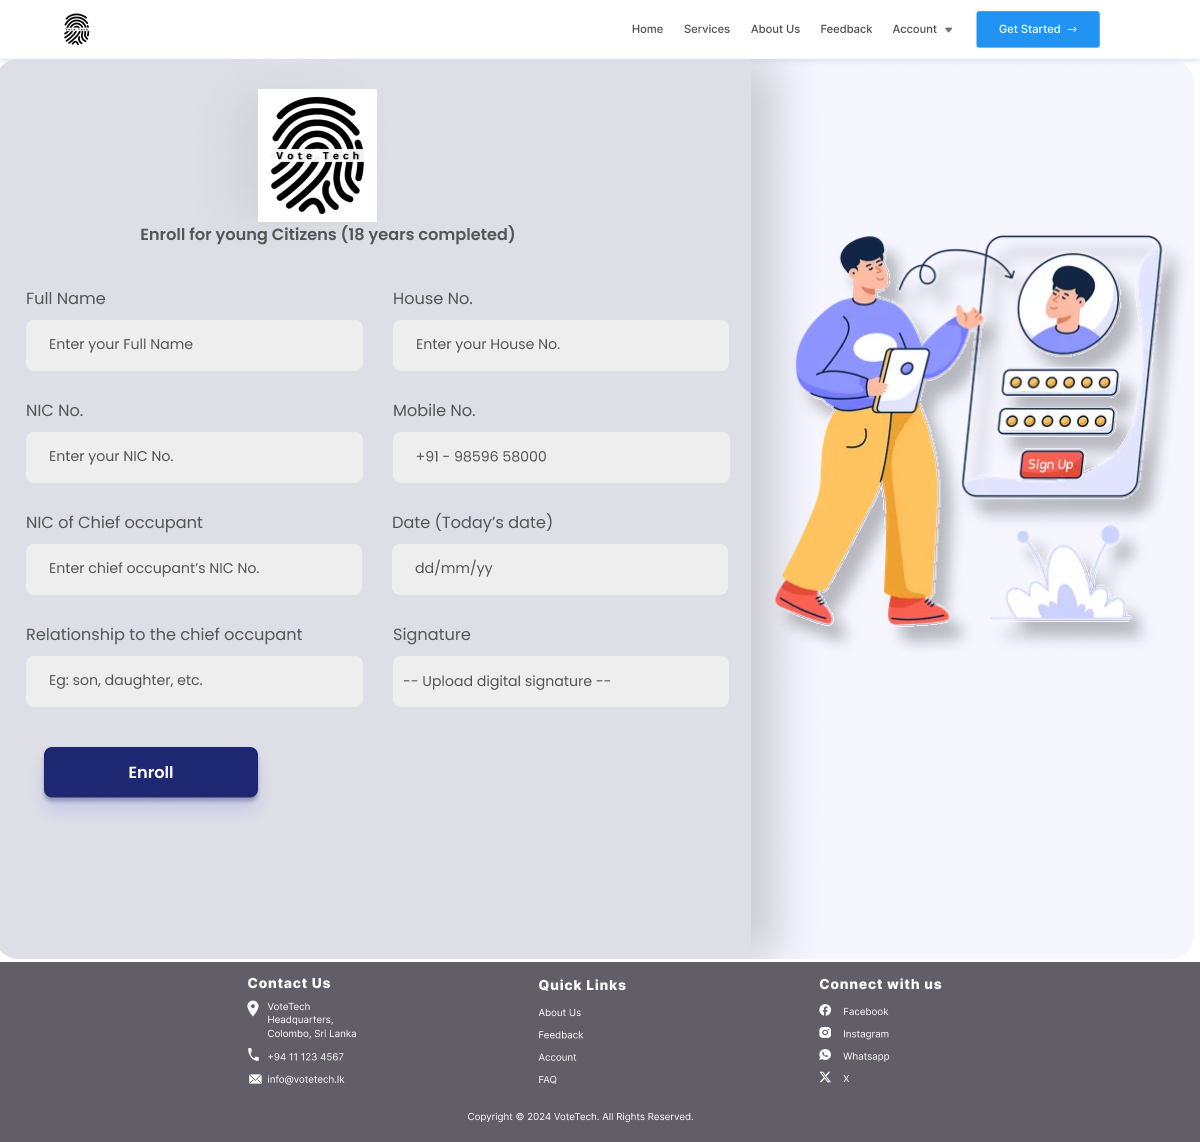 Home Services About Us Feedback Account Get Started →
Vote Tech
Enroll for young Citizens (18 years completed)
Full Name
Enter your Full Name
House No.
Enter your House No.
NIC No.
Enter your NIC No.
Mobile No.
+91 - 98596 58000
NIC of Chief occupant
Enter chief occupant’s NIC No.
Date (Today’s date)
dd/mm/yy
Relationship to the chief occupant
Eg: son, daughter, etc.
Signature
-- Upload digital signature --
Enroll
Sign Up
Contact Us
VoteTech
Headquarters,
Colombo, Sri Lanka
+94 11 123 4567
info@votetech.lk
Quick Links
About Us
Feedback
Account
FAQ
Connect with us
Facebook
Instagram
Whatsapp
X
Copyright © 2024 VoteTech. All Rights Reserved.